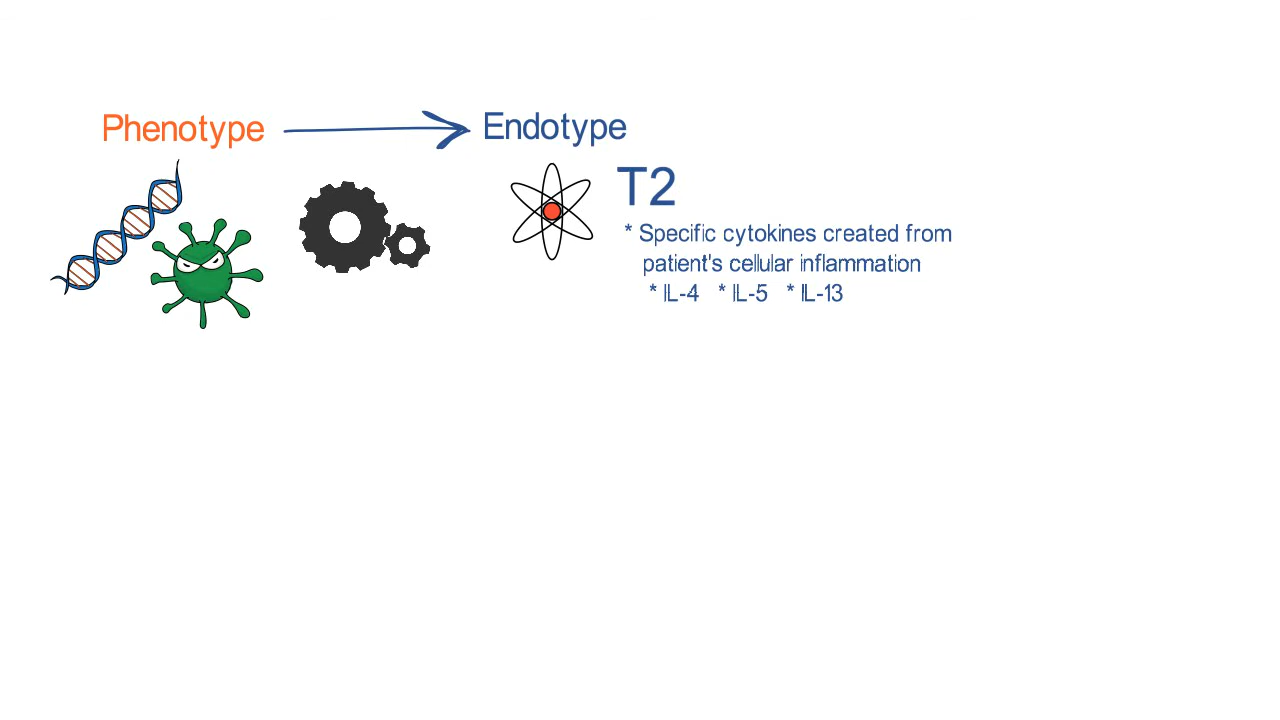 Phenotype
Endotype
T2
* Specific cytokines created from
patient's cellular inflammation
* IL-4 * IL-5 * IL-13